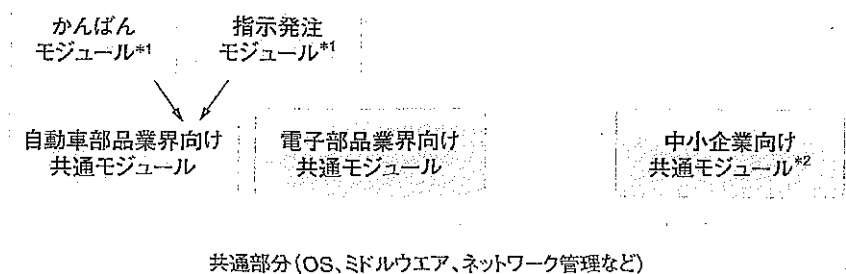 かんばん
モジュール*1
指示発注
モジュール*1
自動車部品業界向け
共通モジュール
電子部品業界向け
共通モジュール
中小企業向け
共通モジュール*2
共通部分(OS、ミドルウエア、ネットワーク管理など)